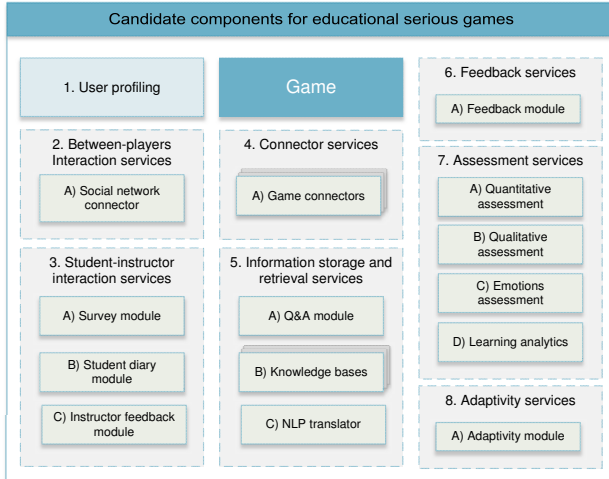 Candidate components for educational serious games
1. User profiling
2. Between-players
Interaction services
A) Social network
connector
3. Student-instructor
interaction services
A) Survey module
B) Student diary
module
C) Instructor feedback
module
Game
4. Connector services
A) Game connectors
5. Information storage and
retrieval services
A) Q&A module
B) Knowledge bases
C) NLP translator
6. Feedback services
A) Feedback module
7. Assessment services
A) Quantitative
assessment
B) Qualitative
assessment
C) Emotions
assessment
D) Learning analytics
8. Adaptivity services
A) Adaptivity module